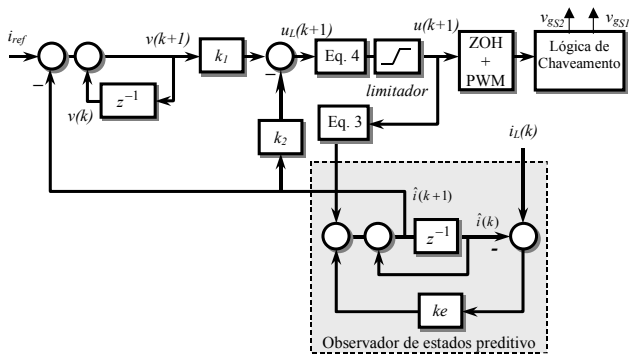 v_gS2 v_gS1
i_ref
v(k+1)
k_1
u_L(k+1)
Eq. 4
u(k+1)
ZOH
+
PWM
Lógica de
Chaveamento
limitador
–
–
v(k)
z⁻¹
Eq. 3
k_2
i_L(k)
î(k+1)
z⁻¹
î(k)
-
ke
Observador de estados preditivo